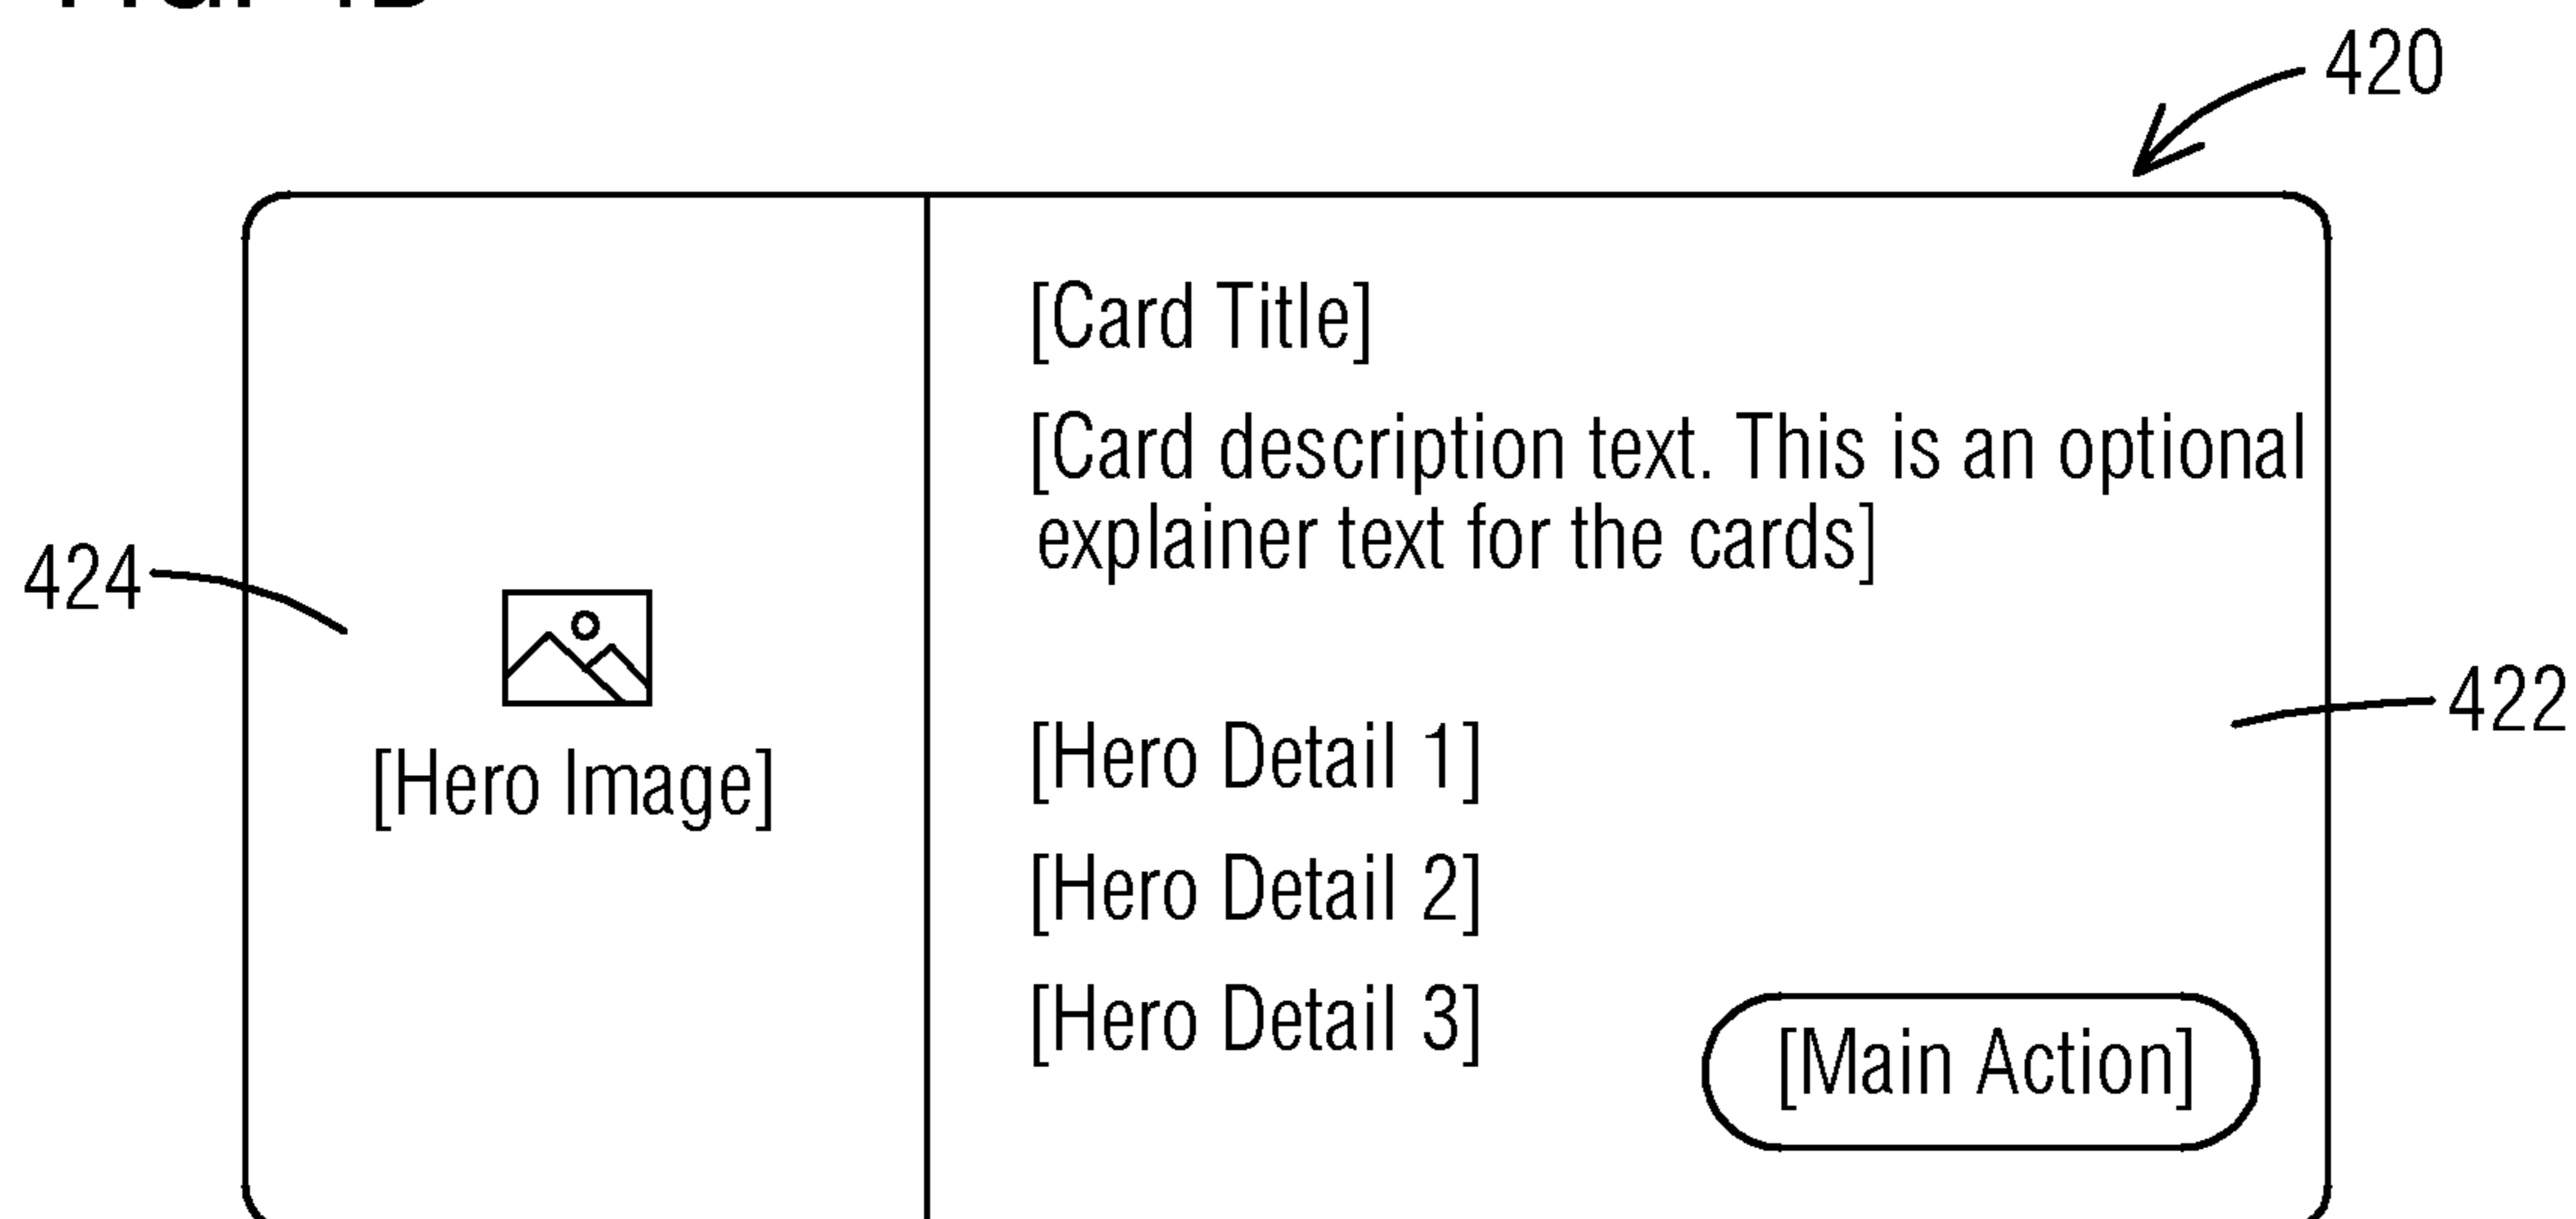 420
[Card Title]
[Card description text. This is an optional
explainer text for the cards]
424
[Hero Image]
422
[Hero Detail 1]
[Hero Detail 2]
[Hero Detail 3]
[Main Action]